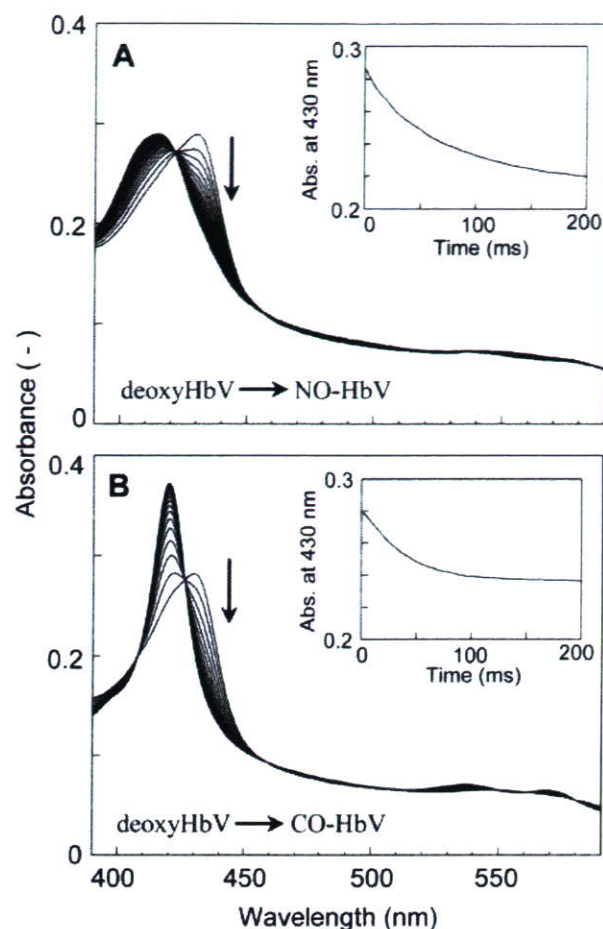 0.4
A
0.3
Abs. at 430 nm
0.2
0 100 200
Time (ms)
0.2
deoxyHbV → NO-HbV
0
Absorbance ( - )
0.4
B
0.3
Abs. at 430 nm
0.2
0 100 200
Time (ms)
0.2
deoxyHbV → CO-HbV
0
400 450 500 550
Wavelength (nm)